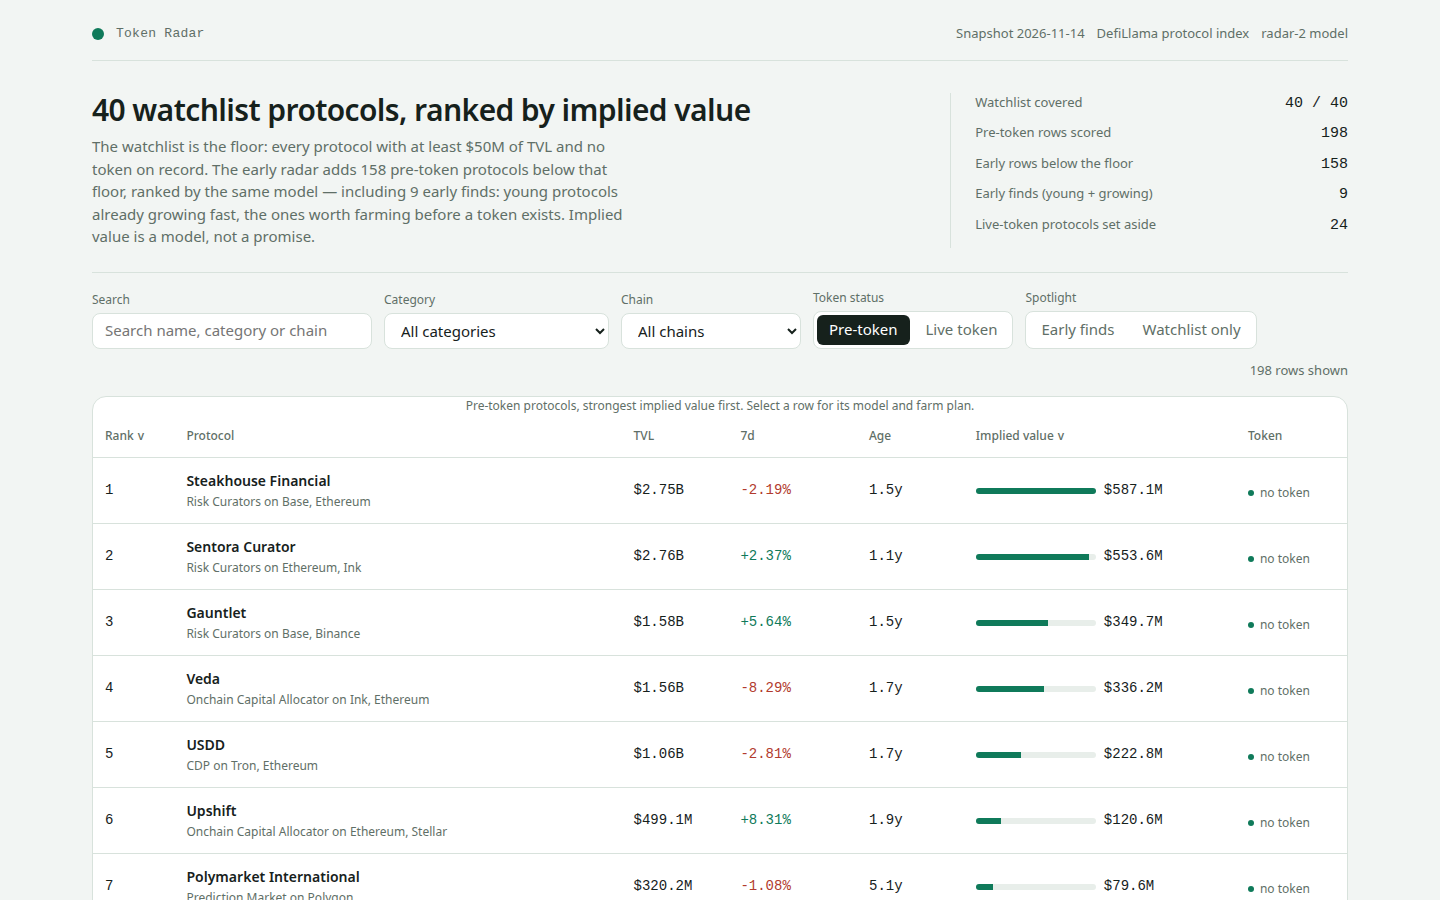 Token Radar
Snapshot 2026-11-14 DefiLlama protocol index radar-2 model
40 watchlist protocols, ranked by implied value
The watchlist is the floor: every protocol with at least $50M of TVL and no
token on record. The early radar adds 158 pre-token protocols below that
floor, ranked by the same model — including 9 early finds: young protocols
already growing fast, the ones worth farming before a token exists. Implied
value is a model, not a promise.
Watchlist covered 40 / 40
Pre-token rows scored 198
Early rows below the floor 158
Early finds (young + growing) 9
Live-token protocols set aside 24
Search
Search name, category or chain
Category
All categories
Chain
All chains
Token status
Pre-token Live token
Spotlight
Early finds Watchlist only
198 rows shown
Pre-token protocols, strongest implied value first. Select a row for its model and farm plan.
Rank v Protocol TVL 7d Age Implied value v Token
1 Steakhouse Financial $2.75B -2.19% 1.5y $587.1M no token
Risk Curators on Base, Ethereum
2 Sentora Curator $2.76B +2.37% 1.1y $553.6M no token
Risk Curators on Ethereum, Ink
3 Gauntlet $1.58B +5.64% 1.5y $349.7M no token
Risk Curators on Base, Binance
4 Veda $1.56B -8.29% 1.7y $336.2M no token
Onchain Capital Allocator on Ink, Ethereum
5 USDD $1.06B -2.81% 1.7y $222.8M no token
CDP on Tron, Ethereum
6 Upshift $499.1M +8.31% 1.9y $120.6M no token
Onchain Capital Allocator on Ethereum, Stellar
7 Polymarket International $320.2M -1.08% 5.1y $79.6M no token
Prediction Market on Polygon